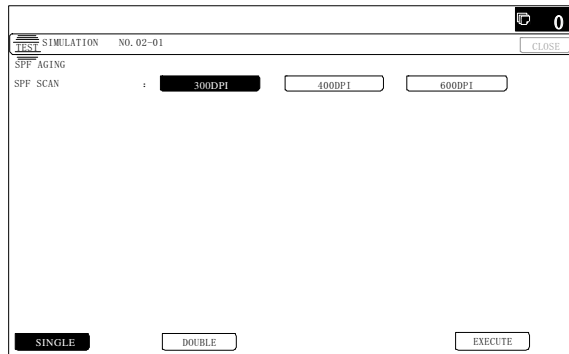 0
TEST SIMULATION NO.02-01 CLOSE
SPF AGING
SPF SCAN : 300DPI 400DPI 600DPI
SINGLE DOUBLE EXECUTE